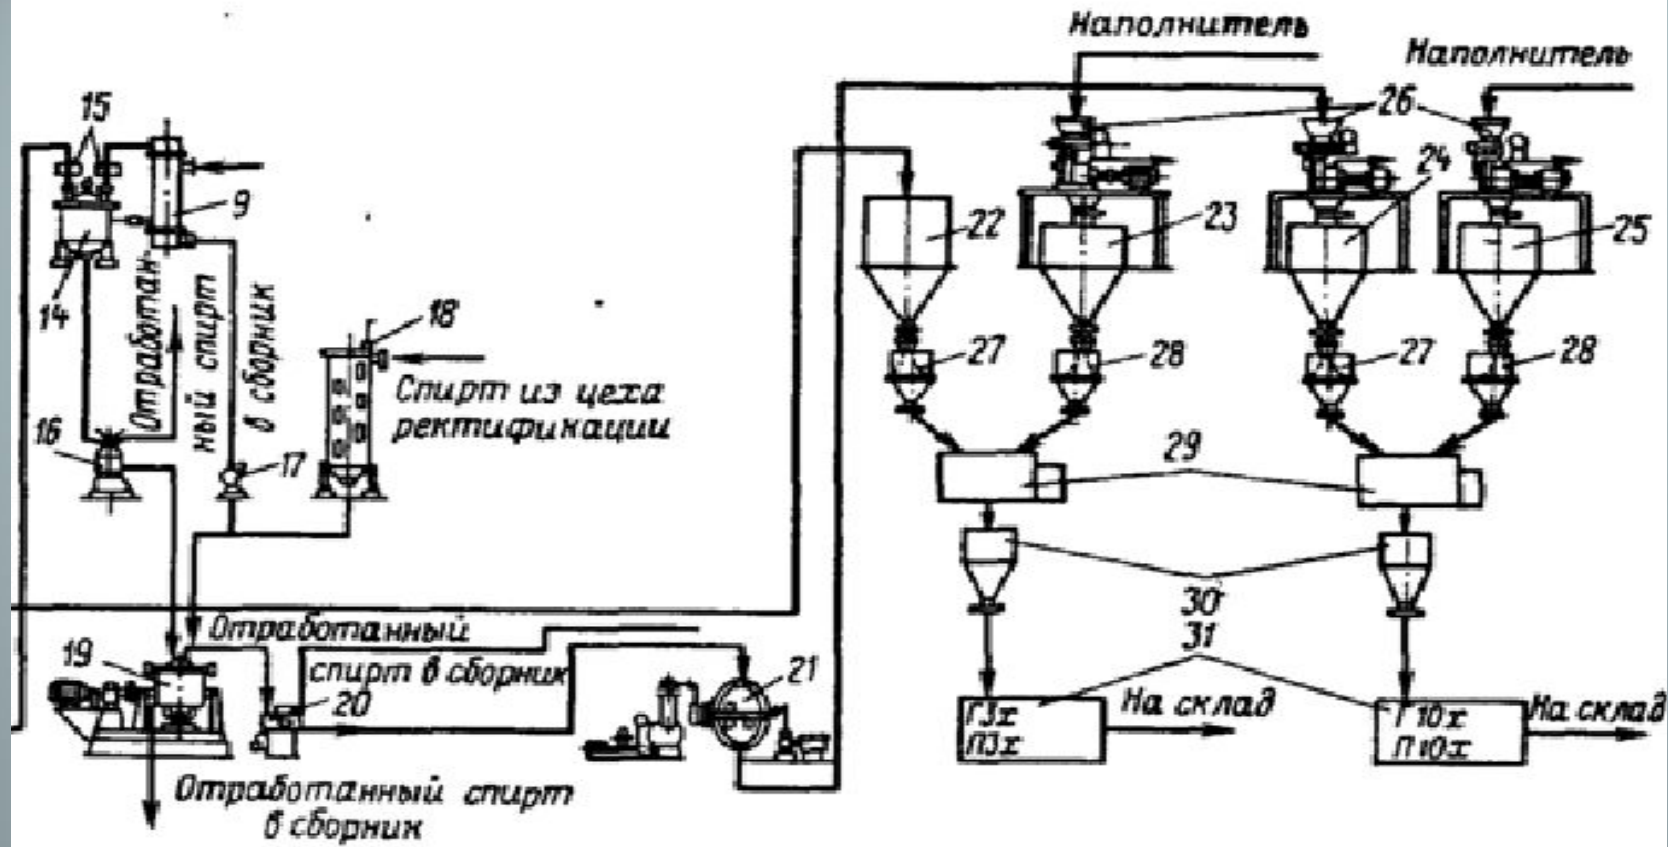 Наполнитель
Наполнитель
15
26
9
24
22
23
25
14
18
Отработан-
ный спирт
в сборник
27
28
27
28
Спирт из цеха
ректификации
16
17
29
30
31
Отработанный
спирт в сборник
19
20
21
Г3х
П3х
На склад
Г10х
П10х
На склад
Отработанный спирт
в сборник